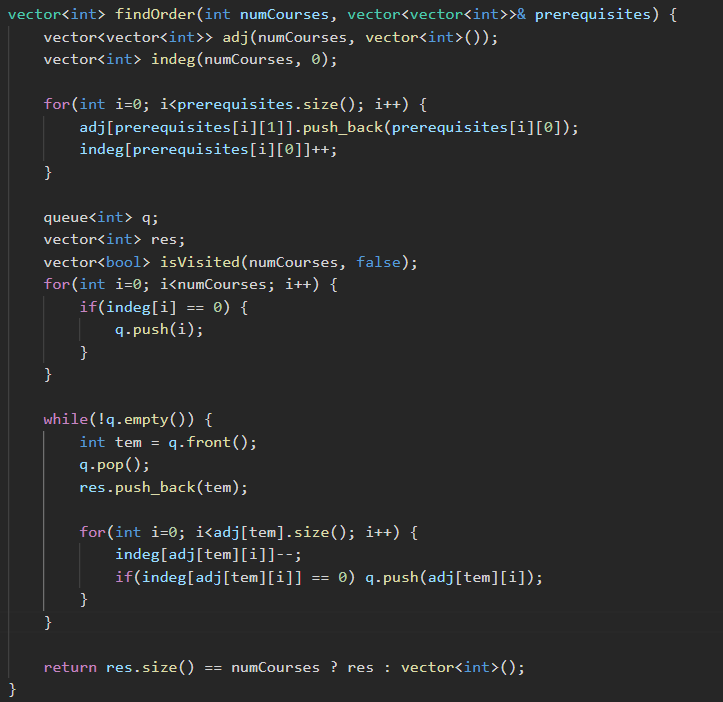 vector<int> findOrder(int numCourses, vector<vector<int>>& prerequisites) {
    vector<vector<int>> adj(numCourses, vector<int>());
    vector<int> indeg(numCourses, 0);

    for(int i=0; i<prerequisites.size(); i++) {
        adj[prerequisites[i][1]].push_back(prerequisites[i][0]);
        indeg[prerequisites[i][0]]++;
    }

    queue<int> q;
    vector<int> res;
    vector<bool> isVisited(numCourses, false);
    for(int i=0; i<numCourses; i++) {
        if(indeg[i] == 0) {
            q.push(i);
        }
    }

    while(!q.empty()) {
        int tem = q.front();
        q.pop();
        res.push_back(tem);

        for(int i=0; i<adj[tem].size(); i++) {
            indeg[adj[tem][i]]--;
            if(indeg[adj[tem][i]] == 0) q.push(adj[tem][i]);
        }
    }

    return res.size() == numCourses ? res : vector<int>();
}